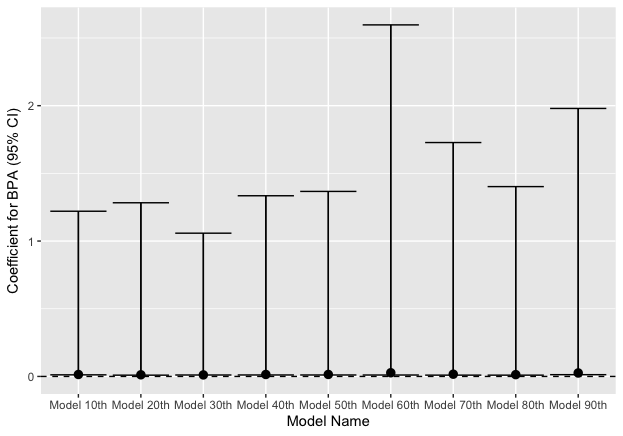 Coefficient for BPA (95% CI)
2
1
0
Model 10th Model 20th Model 30th Model 40th Model 50th Model 60th Model 70th Model 80th Model 90th
Model Name